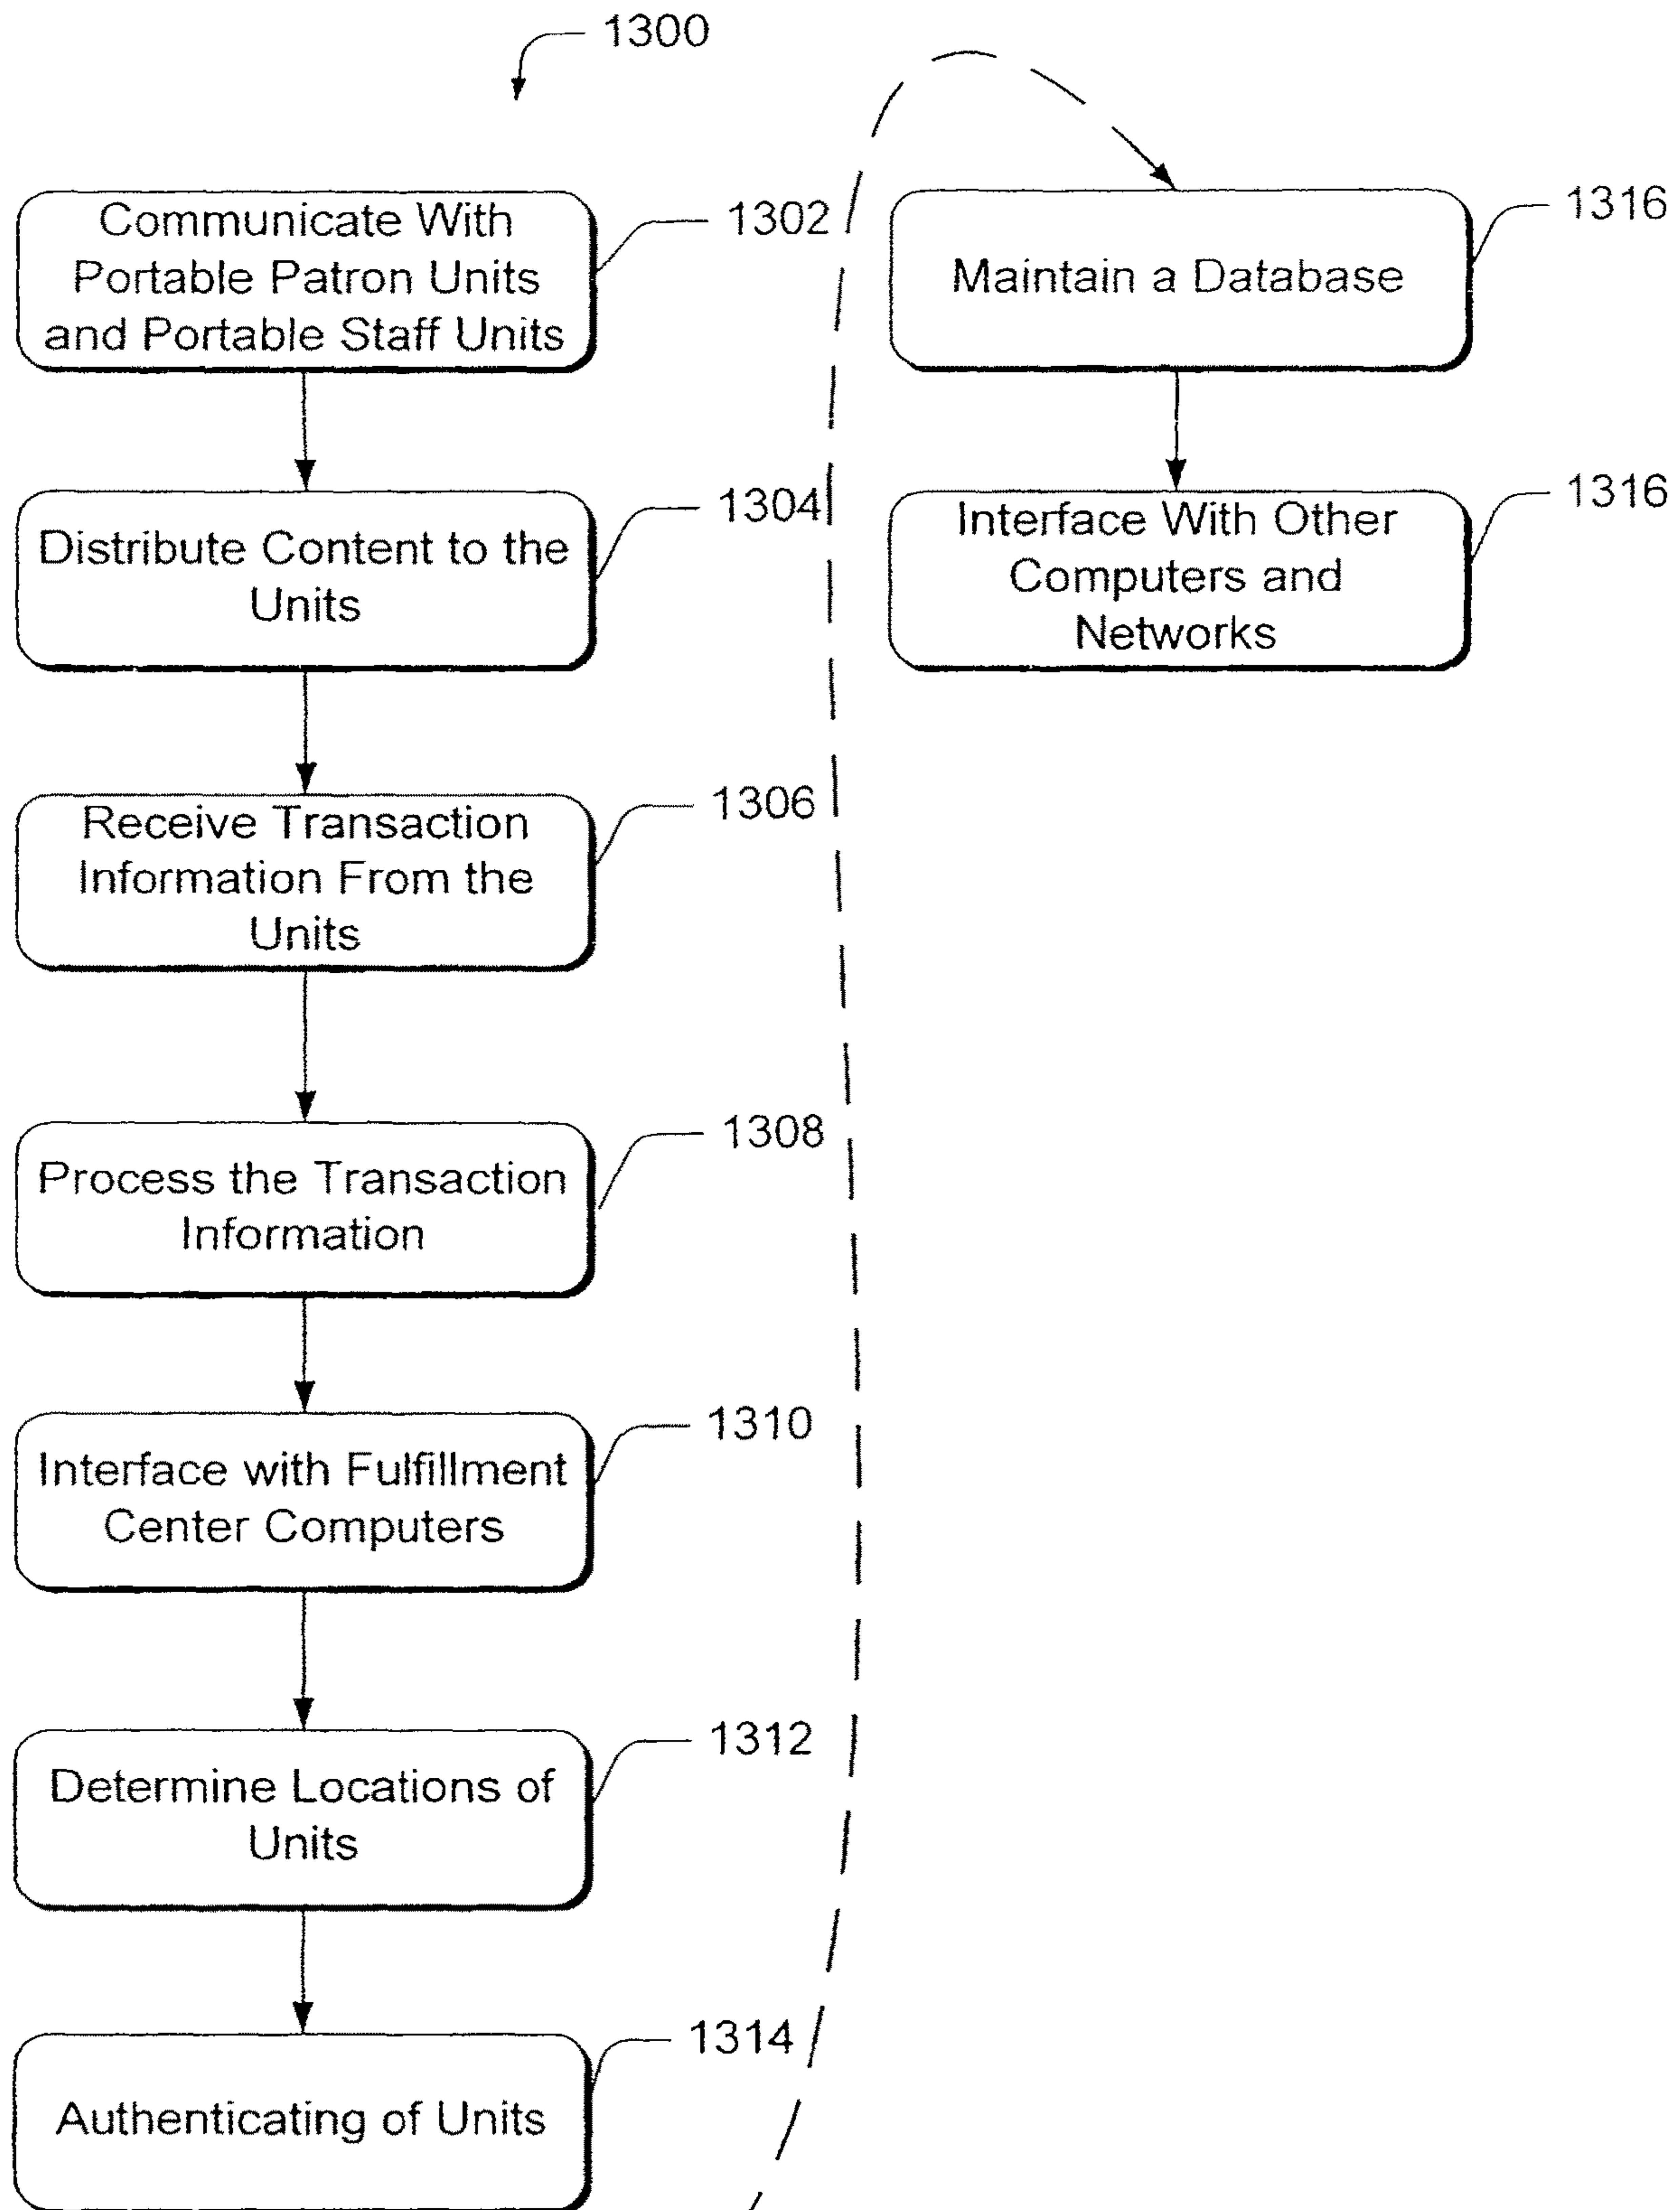 1300
Communicate With
Portable Patron Units
and Portable Staff Units
1302
Distribute Content to the
Units
1304
Receive Transaction
Information From the
Units
1306
Process the Transaction
Information
1308
Interface with Fulfillment
Center Computers
1310
Determine Locations of
Units
1312
Authenticating of Units
1314
Maintain a Database
1316
Interface With Other
Computers and
Networks
1316